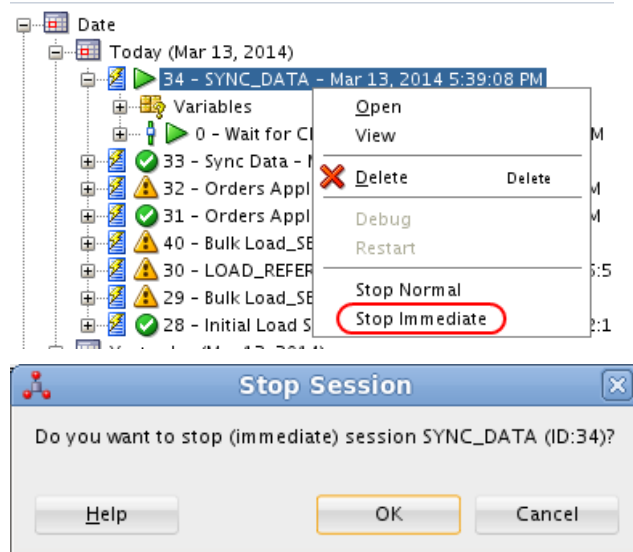 Date
Today (Mar 13, 2014)
34 - SYNC_DATA - Mar 13, 2014 5:39:08 PM
Variables
0 - Wait for
33 - Sync Data -
32 - Orders Appl
31 - Orders Appl
40 - Bulk Load_SE
30 - LOAD_REFER
29 - Bulk Load_SE
28 - Initial Load S
Open
View
Delete Delete
Debug
Restart
Stop Normal
Stop Immediate
Stop Session
Do you want to stop (immediate) session SYNC_DATA (ID:34)?
Help OK Cancel